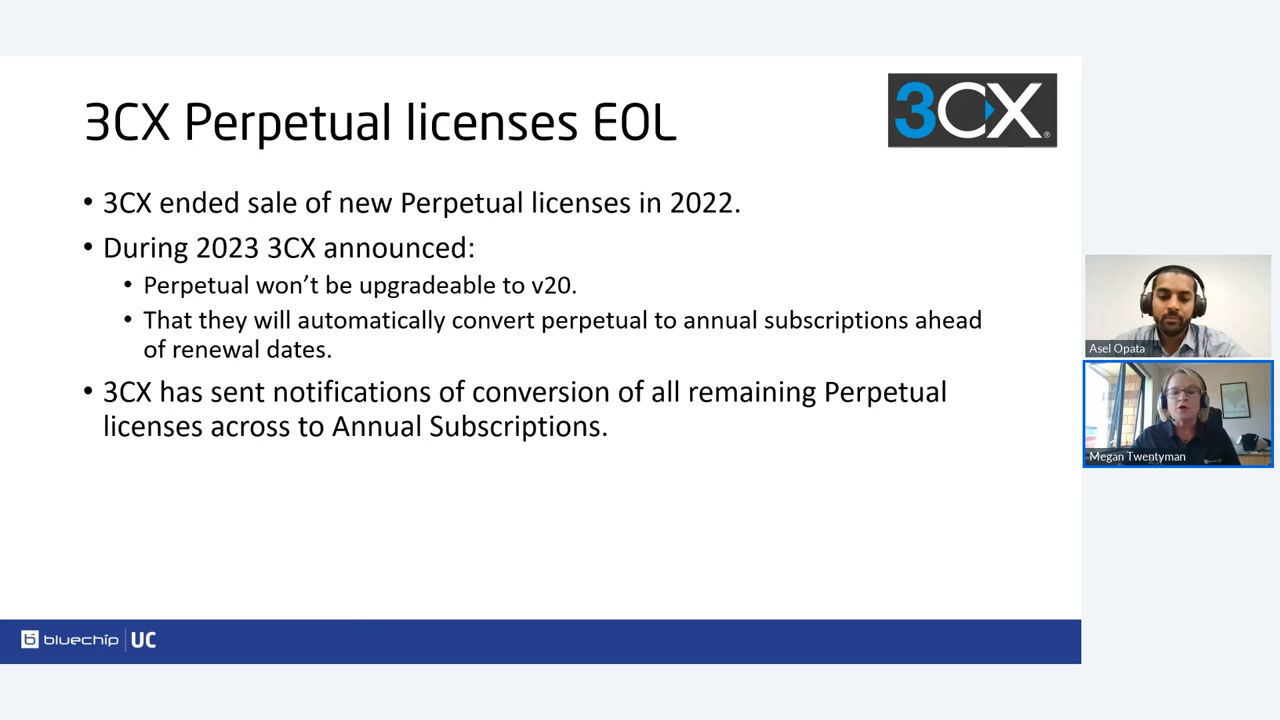 3CX Perpetual licenses EOL
3CX®
• 3CX ended sale of new Perpetual licenses in 2022.
• During 2023 3CX announced:
• Perpetual won’t be upgradeable to v20.
• That they will automatically convert perpetual to annual subscriptions ahead
of renewal dates.
• 3CX has sent notifications of conversion of all remaining Perpetual
licenses across to Annual Subscriptions.
Asel Opata
Megan Twentyman
b bluechip | UC